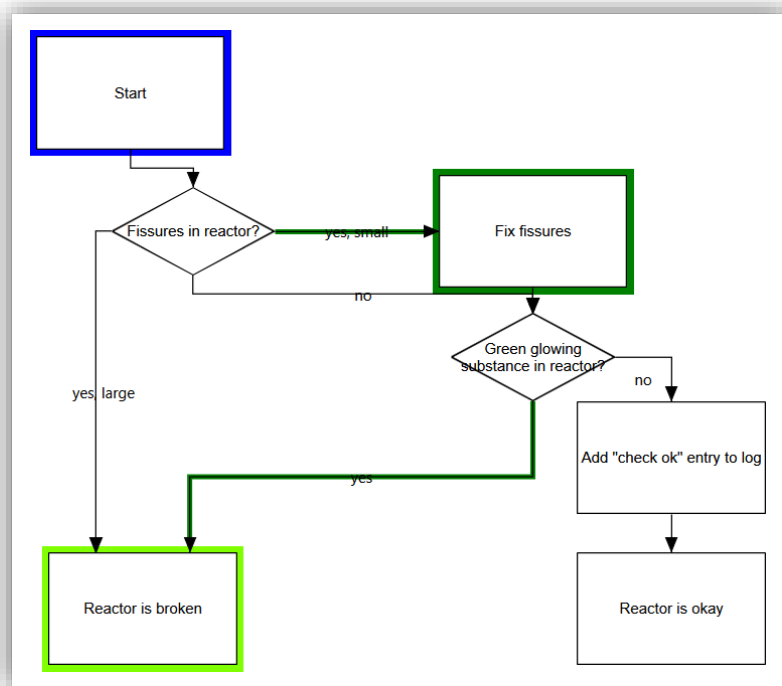 Start
Fissures in reactor?
yes, small
Fix fissures
no
Green glowing
substance in reactor?
no
yes, large
Add "check ok" entry to log
yes
Reactor is broken
Reactor is okay